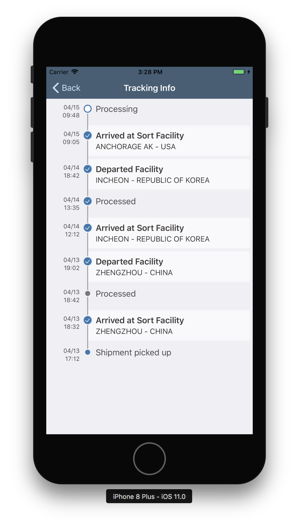 Carrier 3:28 PM
Back Tracking Info
04/15 Processing
09:48
04/15 Arrived at Sort Facility
09:05 ANCHORAGE AK - USA
04/14 Departed Facility
18:42 INCHEON - REPUBLIC OF KOREA
04/14 Processed
13:35
04/14 Arrived at Sort Facility
12:12 INCHEON - REPUBLIC OF KOREA
04/13 Departed Facility
19:02 ZHENGZHOU - CHINA
04/13 Processed
18:42
04/13 Arrived at Sort Facility
18:32 ZHENGZHOU - CHINA
04/13 Shipment picked up
17:12
iPhone 8 Plus - iOS 11.0